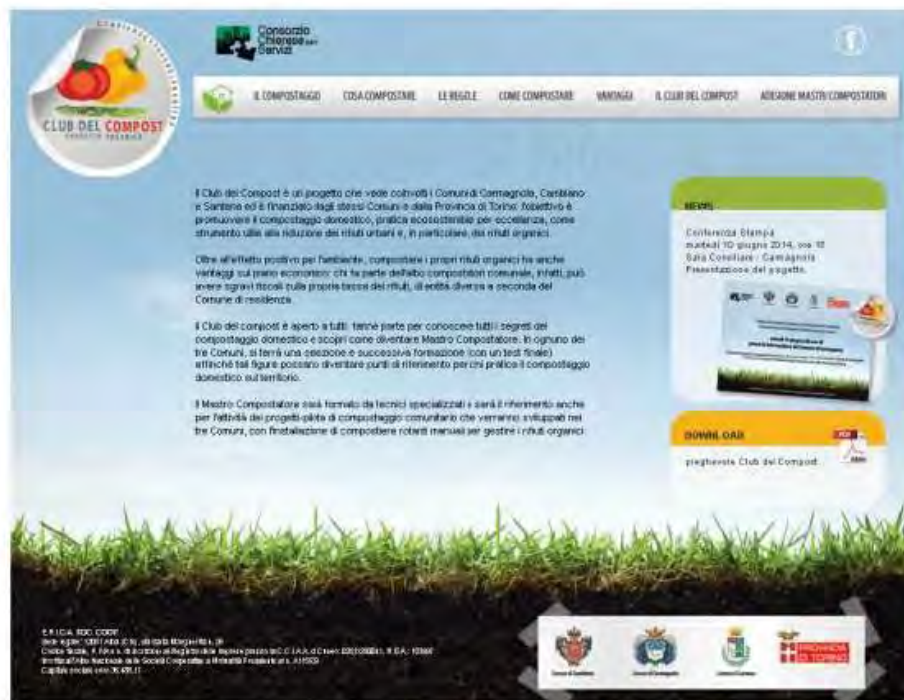 Consorzio
Chierese per i
Servizi
f
CLUB DEL COMPOST
IL COMPOSTAGGIO COSA COMPOSTARE LE REGOLE COME COMPOSTARE VANTAGGI IL CLUB DEL COMPOST ADESIONE MASTRI COMPOSTATORI
Il Club del Compost è un progetto che vede coinvolti i Comuni di Carmagnola, Cambiano
e Santena ed è finanziato dagli stessi Comuni e dalla Provincia di Torino: l'obiettivo è
promuovere il compostaggio domestico, pratica ecosostenibile per eccellenza, come
strumento utile alla riduzione dei rifiuti urbani e, in particolare, dei rifiuti organici.
Oltre all'effetto positivo per l'ambiente, compostare i propri rifiuti organici ha anche
vantaggi sul piano economico: chi fa parte dell'albo compostatori comunale, infatti, può
avere sgravi fiscali sulla propria tassa dei rifiuti, di entità diversa a seconda del
Comune di residenza.
Il Club del compost è aperto a tutti: fanne parte per conoscere tutti i segreti del
compostaggio domestico e scopri come diventare Mastro Compostatore. In ognuno dei
tre Comuni, si terrà una selezione e successiva formazione (con un test finale)
affinché tali figure possano diventare punti di riferimento per chi pratica il compostaggio
domestico sul territorio.
Il Mastro Compostatore sarà formato da tecnici specializzati e sarà il riferimento anche
per l'attività dei progetti-pilota di compostaggio comunitario che verranno sviluppati nei
tre Comuni, con l'installazione di compostiere rotanti manuali per gestire i rifiuti organici.
NEWS
Conferenza Stampa
martedì 10 giugno 2014, ore 18
Sala Consiliare - Carmagnola
Presentazione del progetto.
DOWNLOAD
pieghevole Club del Compost
PDF
E.R.I.C.A. SOC. COOP.
PROVINCIA
DI TORINO